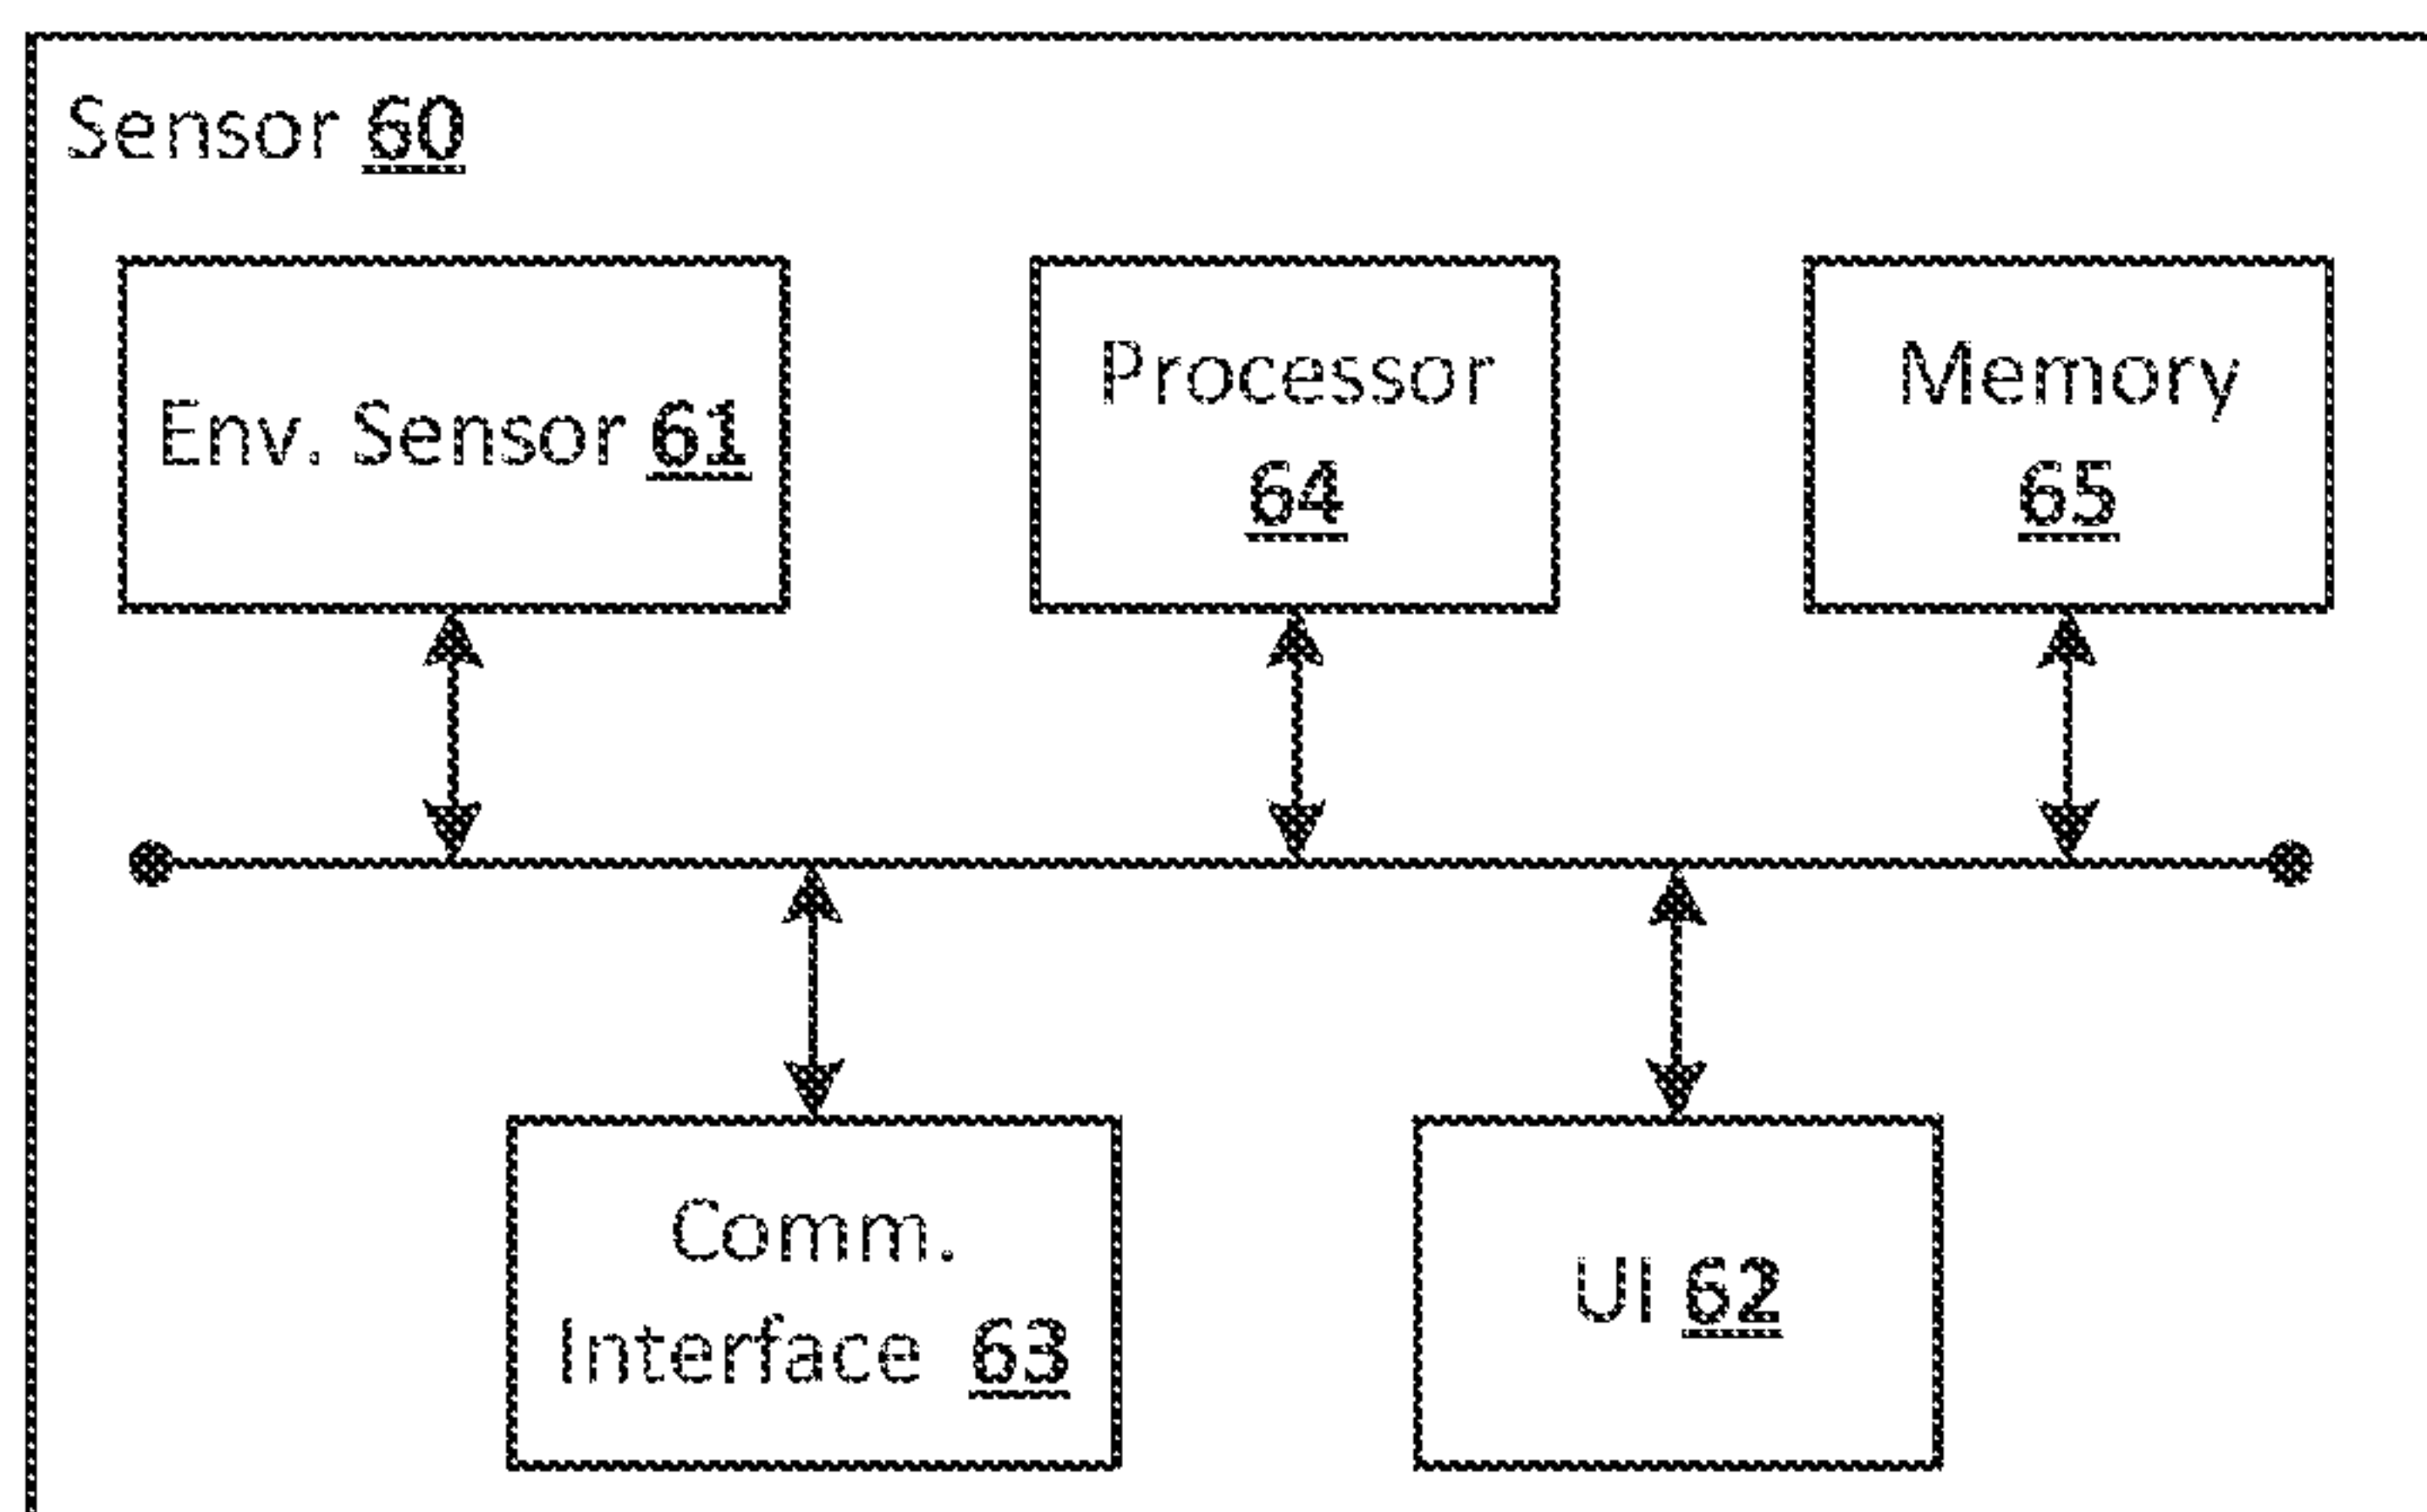 Sensor 60
Env. Sensor 61
Processor
64
Memory
65
Comm.
Interface 63
UI 62